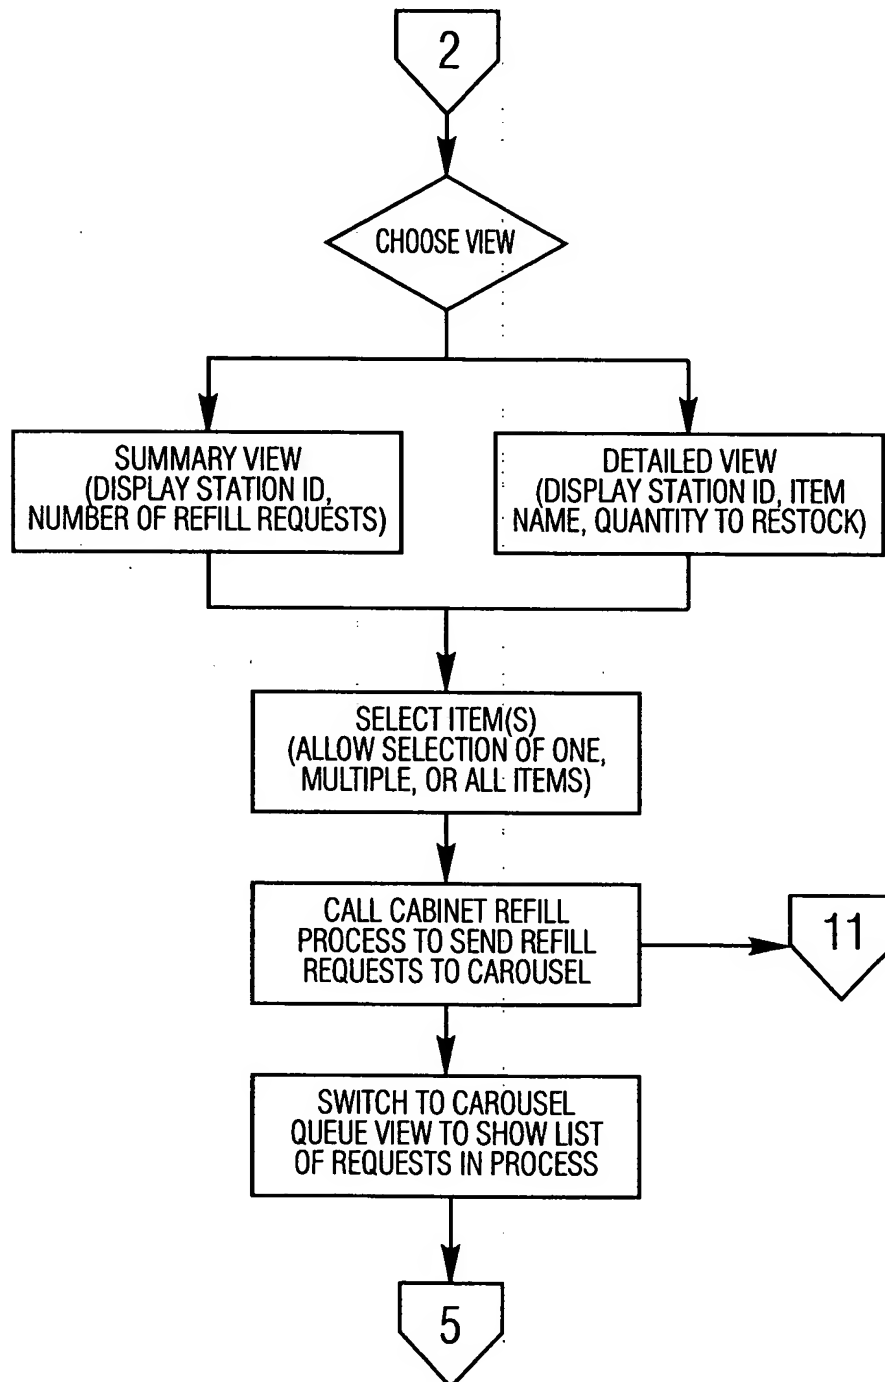 2
CHOOSE VIEW
SUMMARY VIEW
(DISPLAY STATION ID,
NUMBER OF REFILL REQUESTS)
DETAILED VIEW
(DISPLAY STATION ID, ITEM
NAME, QUANTITY TO RESTOCK)
SELECT ITEM(S)
(ALLOW SELECTION OF ONE,
MULTIPLE, OR ALL ITEMS)
CALL CABINET REFILL
PROCESS TO SEND REFILL
REQUESTS TO CAROUSEL
11
SWITCH TO CAROUSEL
QUEUE VIEW TO SHOW LIST
OF REQUESTS IN PROCESS
5